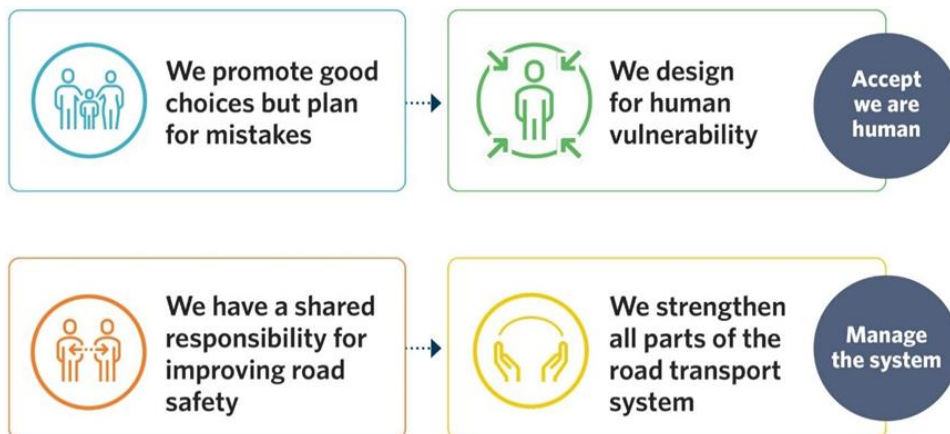 We promote good
choices but plan
for mistakes
We design
for human
vulnerability
Accept
we are
human
We have a shared
responsibility for
improving road
safety
We strengthen
all parts of the
road transport
system
Manage
the system